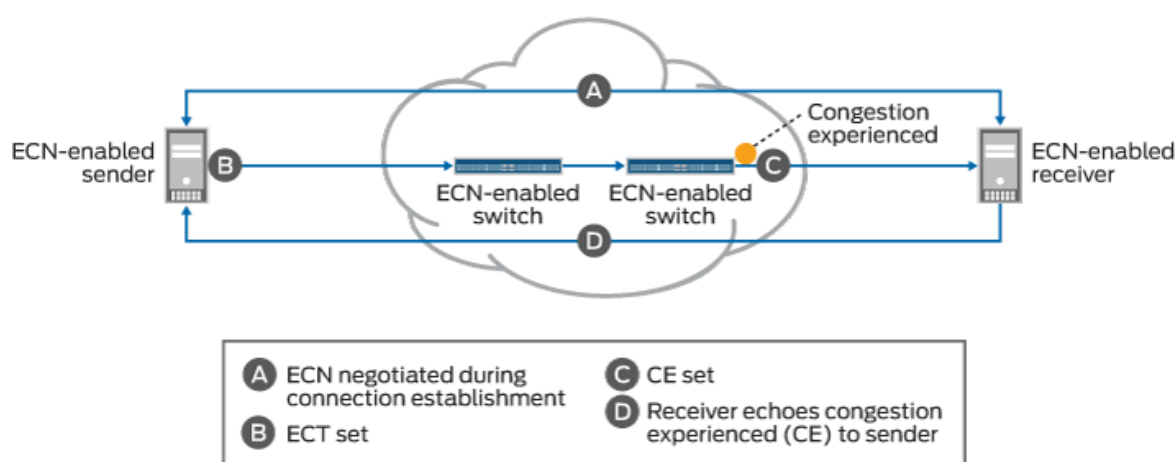 A
Congestion
experienced
ECN-enabled
sender
B
C
ECN-enabled
receiver
ECN-enabled
switch
ECN-enabled
switch
D
A ECN negotiated during
connection establishment
B ECT set
C CE set
D Receiver echoes congestion
experienced (CE) to sender